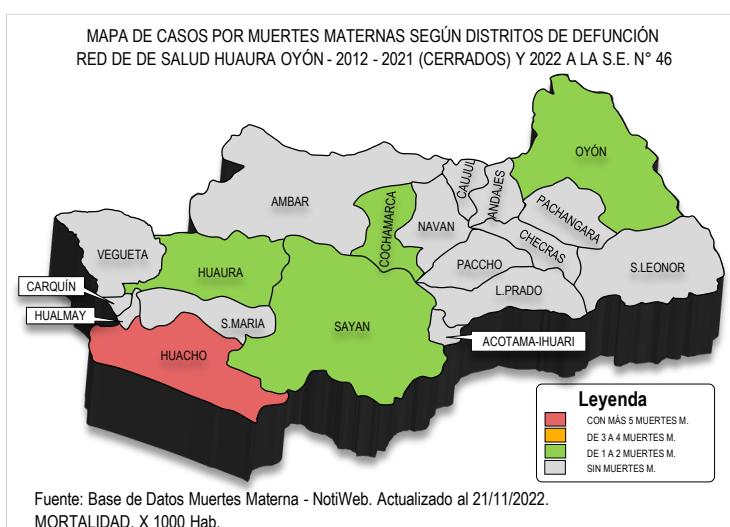 MAPA DE CASOS POR MUERTES MATERNAS SEGÚN DISTRITOS DE DEFUNCIÓN
RED DE DE SALUD HUAURA OYÓN - 2012 - 2021 (CERRADOS) Y 2022 A LA S.E. N° 46
OYÓN
CAUJUL
ANDAJES
AMBAR
COCHAMARCA
NAVAN
PACHANGARA
CHECRAS
VEGUETA
HUAURA
PACCHO
S.LEONOR
CARQUÍN
L.PRADO
HUALMAY
S.MARIA
SAYAN
ACOTAMA-IHUARI
HUACHO
Leyenda
CON MÁS 5 MUERTES M.
DE 3 A 4 MUERTES M.
DE 1 A 2 MUERTES M.
SIN MUERTES M.
Fuente: Base de Datos Muertes Materna - NotiWeb. Actualizado al 21/11/2022.
MORTALIDAD. X 1000 Hab.